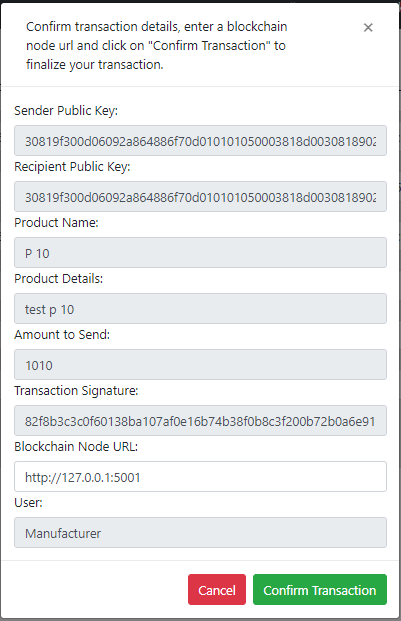 Confirm transaction details, enter a blockchain
node url and click on "Confirm Transaction" to
finalize your transaction.
×
Sender Public Key:
30819f300d06092a864886f70d010101050003818d0030818902
Recipient Public Key:
30819f300d06092a864886f70d010101050003818d0030818902
Product Name:
P 10
Product Details:
test p 10
Amount to Send:
1010
Transaction Signature:
82f8b3c3c0f60138ba107af0e16b74b38f0b8c3f200b72b0a6e91
Blockchain Node URL:
http://127.0.0.1:5001
User:
Manufacturer
Cancel
Confirm Transaction